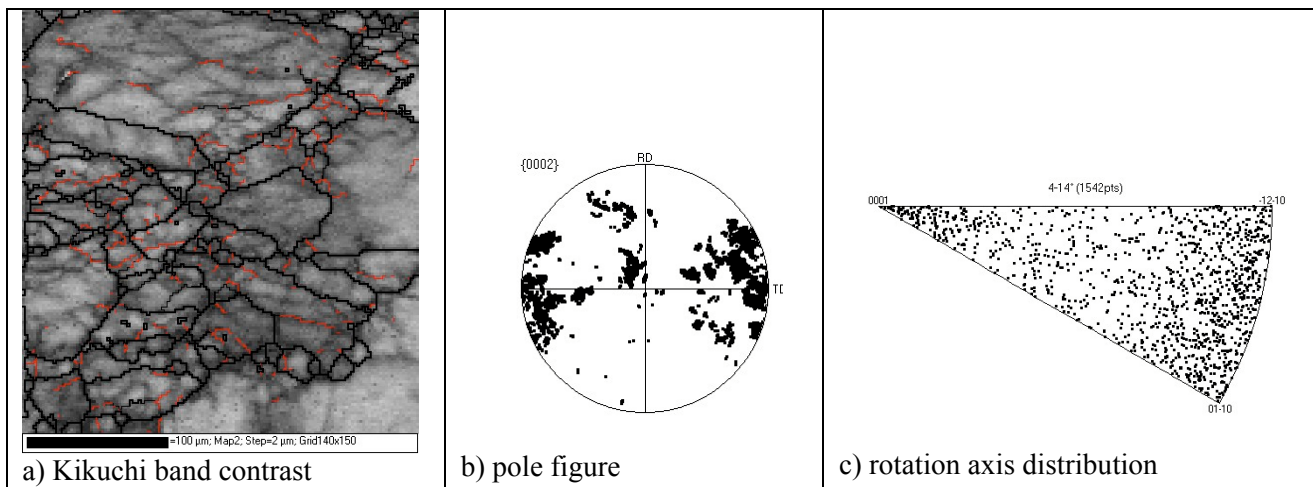 =100 µm; Map2; Step=2 µm; Grid140x150
a) Kikuchi band contrast
{0002}
RD
TD
b) pole figure
4-14° (1542pts)
0001
-12-10
01-10
c) rotation axis distribution